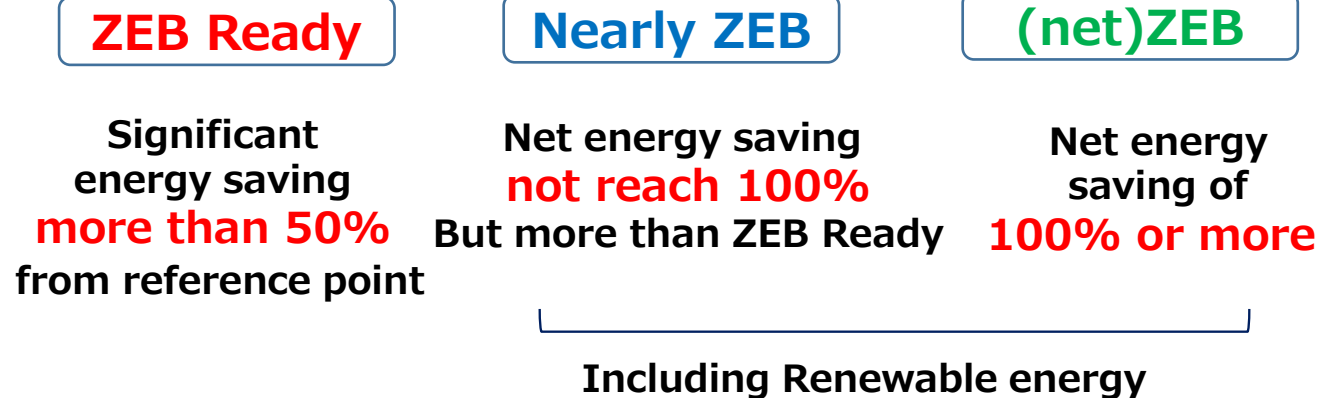 ZEB Ready
Significant
energy saving
more than 50%
from reference point
Nearly ZEB
Net energy saving
not reach 100%
But more than ZEB Ready
(net)ZEB
Net energy
saving of
100% or more
Including Renewable energy